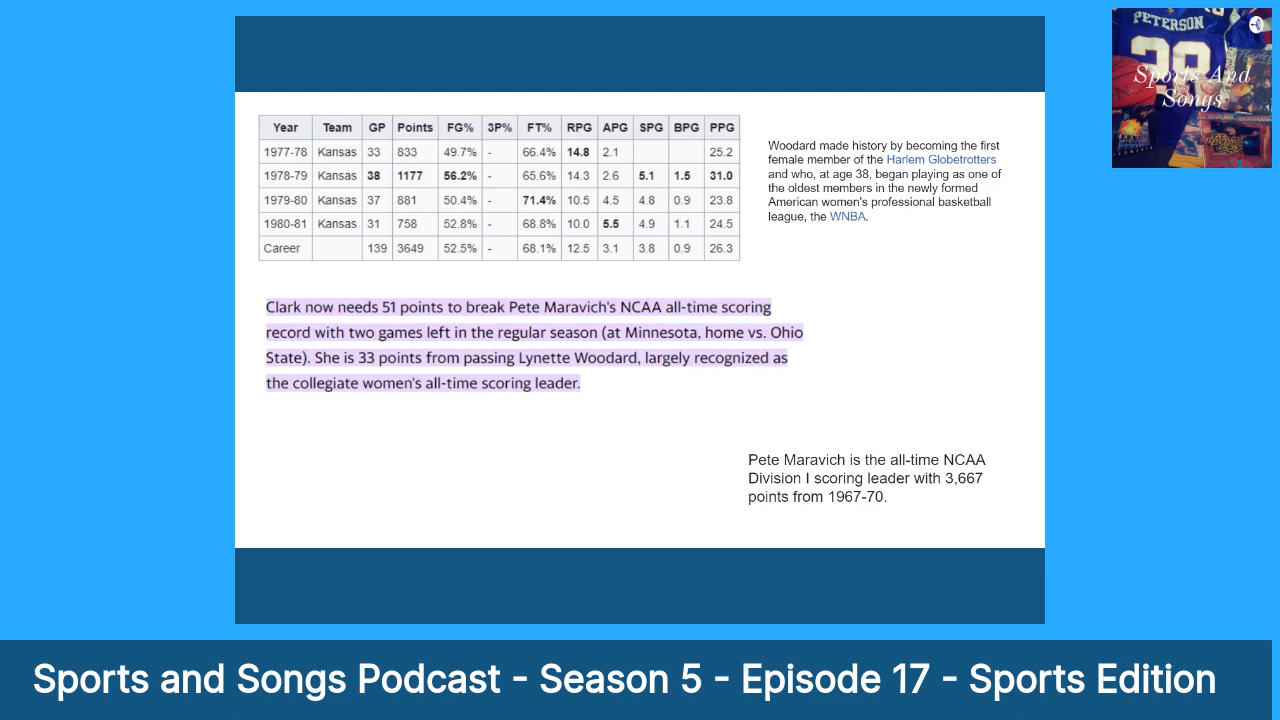 PETERSON
Sports And
Songs
Year Team GP Points FG% 3P% FT% RPG APG SPG BPG PPG
1977-78 Kansas 33 833 49.7% - 66.4% 14.8 2.1 25.2
1978-79 Kansas 38 1177 56.2% - 65.6% 14.3 2.6 5.1 1.5 31.0
1979-80 Kansas 37 881 50.4% - 71.4% 10.5 4.5 4.8 0.9 23.8
1980-81 Kansas 31 758 52.8% - 68.8% 10.0 5.5 4.9 1.1 24.5
Career 139 3649 52.5% - 68.1% 12.5 3.1 3.8 0.9 26.3
Woodard made history by becoming the first
female member of the Harlem Globetrotters
and who, at age 38, began playing as one of
the oldest members in the newly formed
American women's professional basketball
league, the WNBA.
Clark now needs 51 points to break Pete Maravich's NCAA all-time scoring
record with two games left in the regular season (at Minnesota, home vs. Ohio
State). She is 33 points from passing Lynette Woodard, largely recognized as
the collegiate women's all-time scoring leader.
Pete Maravich is the all-time NCAA
Division I scoring leader with 3,667
points from 1967-70.
Sports and Songs Podcast - Season 5 - Episode 17 - Sports Edition